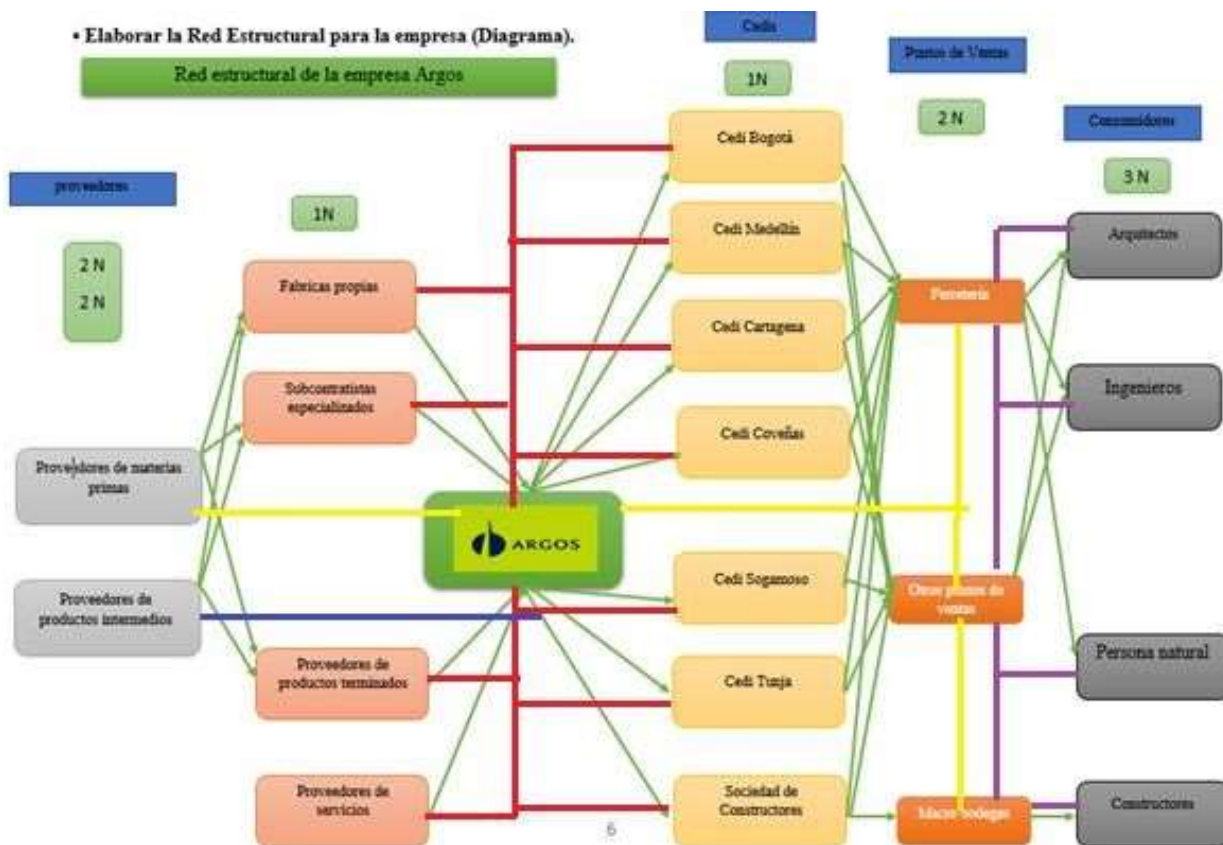 • Elaborar la Red Estructural para la empresa (Diagrama).
Red estructural de la empresa Argos
proveedores
2 N
2 N
Proveedores de materias
primas
Proveedores de
productos intermedios
1N
Fabricas propias
Subcontratistas
especializados
Proveedores de
productos terminados
Proveedores de
servicios
ARGOS
Cedis
1N
Cedi Bogotá
Cedi Medellín
Cedi Cartagena
Cedi Coveñas
Cedi Sogamoso
Cedi Tunja
Sociedad de
Constructores
Puntos de Ventas
2 N
Ferretería
Otros puntos de
ventas
Macro bodegas
Consumidores
3 N
Arquitectos
Ingenieros
Persona natural
Constructores
6